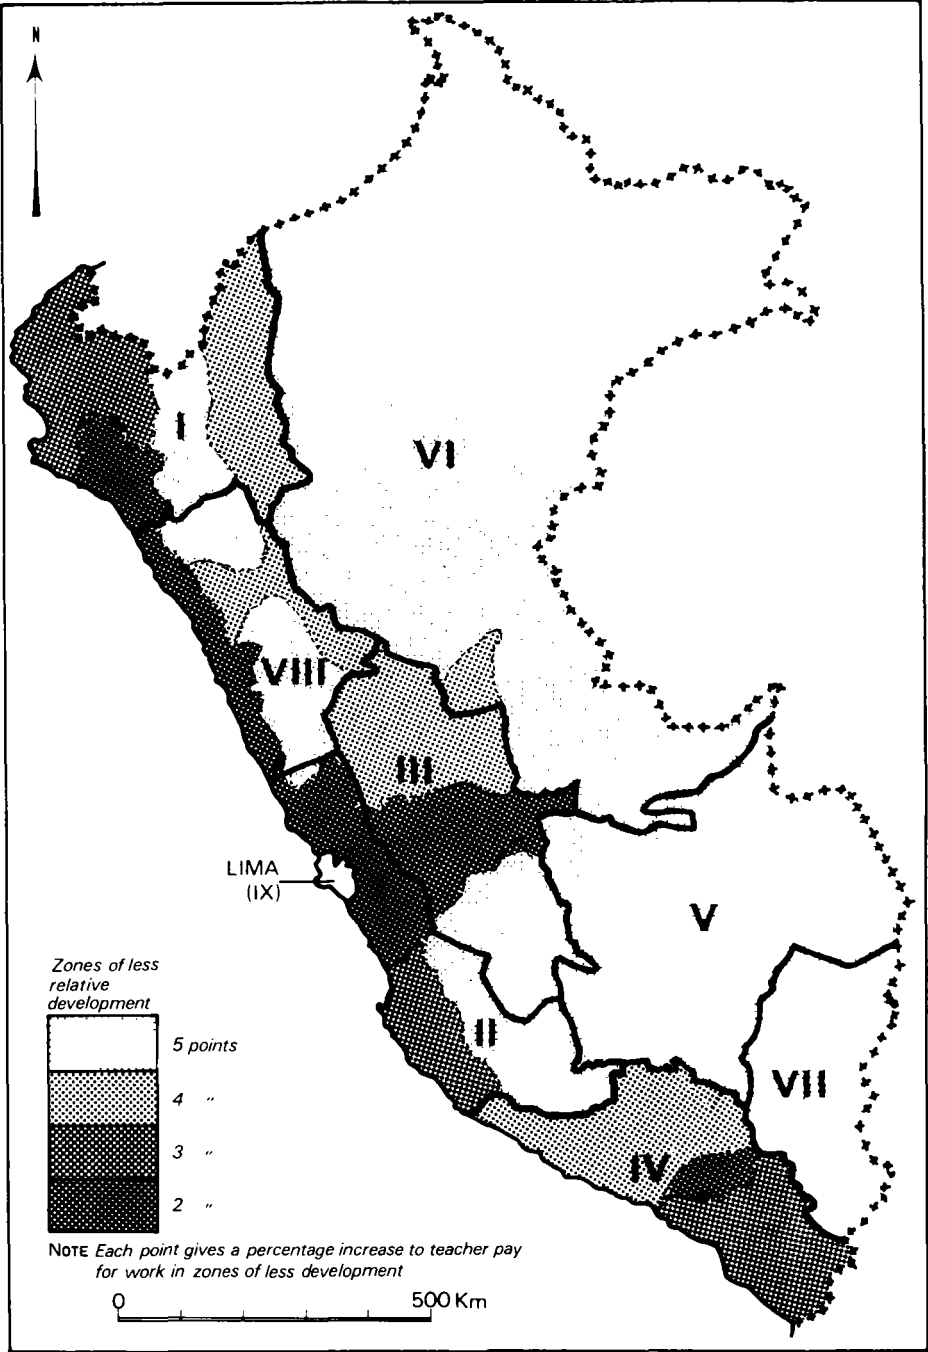 N
I
VI
VIII
III
LIMA
(IX)
V
II
VII
IV
Zones of less
relative
development
5 points
4 "
3 "
2 "
NOTE Each point gives a percentage increase to teacher pay
for work in zones of less development
0 500 Km